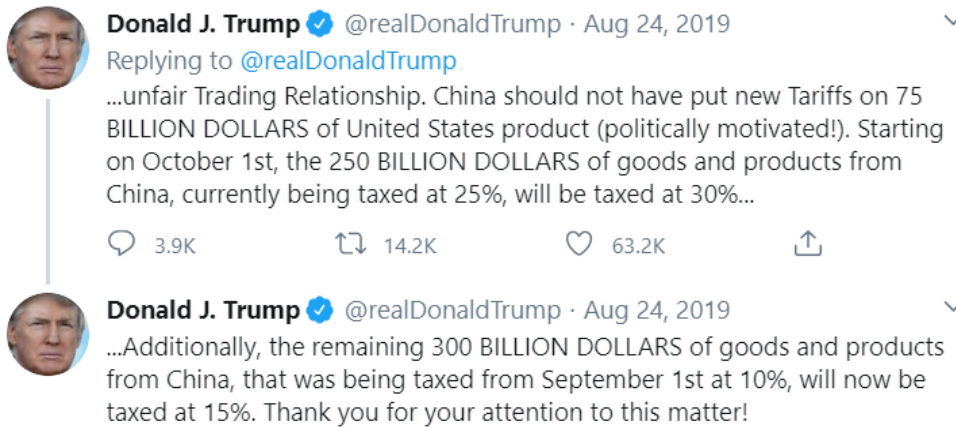 Donald J. Trump @realDonaldTrump · Aug 24, 2019
Replying to @realDonaldTrump
...unfair Trading Relationship. China should not have put new Tariffs on 75
BILLION DOLLARS of United States product (politically motivated!). Starting
on October 1st, the 250 BILLION DOLLARS of goods and products from
China, currently being taxed at 25%, will be taxed at 30%...
3.9K 14.2K 63.2K
Donald J. Trump @realDonaldTrump · Aug 24, 2019
...Additionally, the remaining 300 BILLION DOLLARS of goods and products
from China, that was being taxed from September 1st at 10%, will now be
taxed at 15%. Thank you for your attention to this matter!